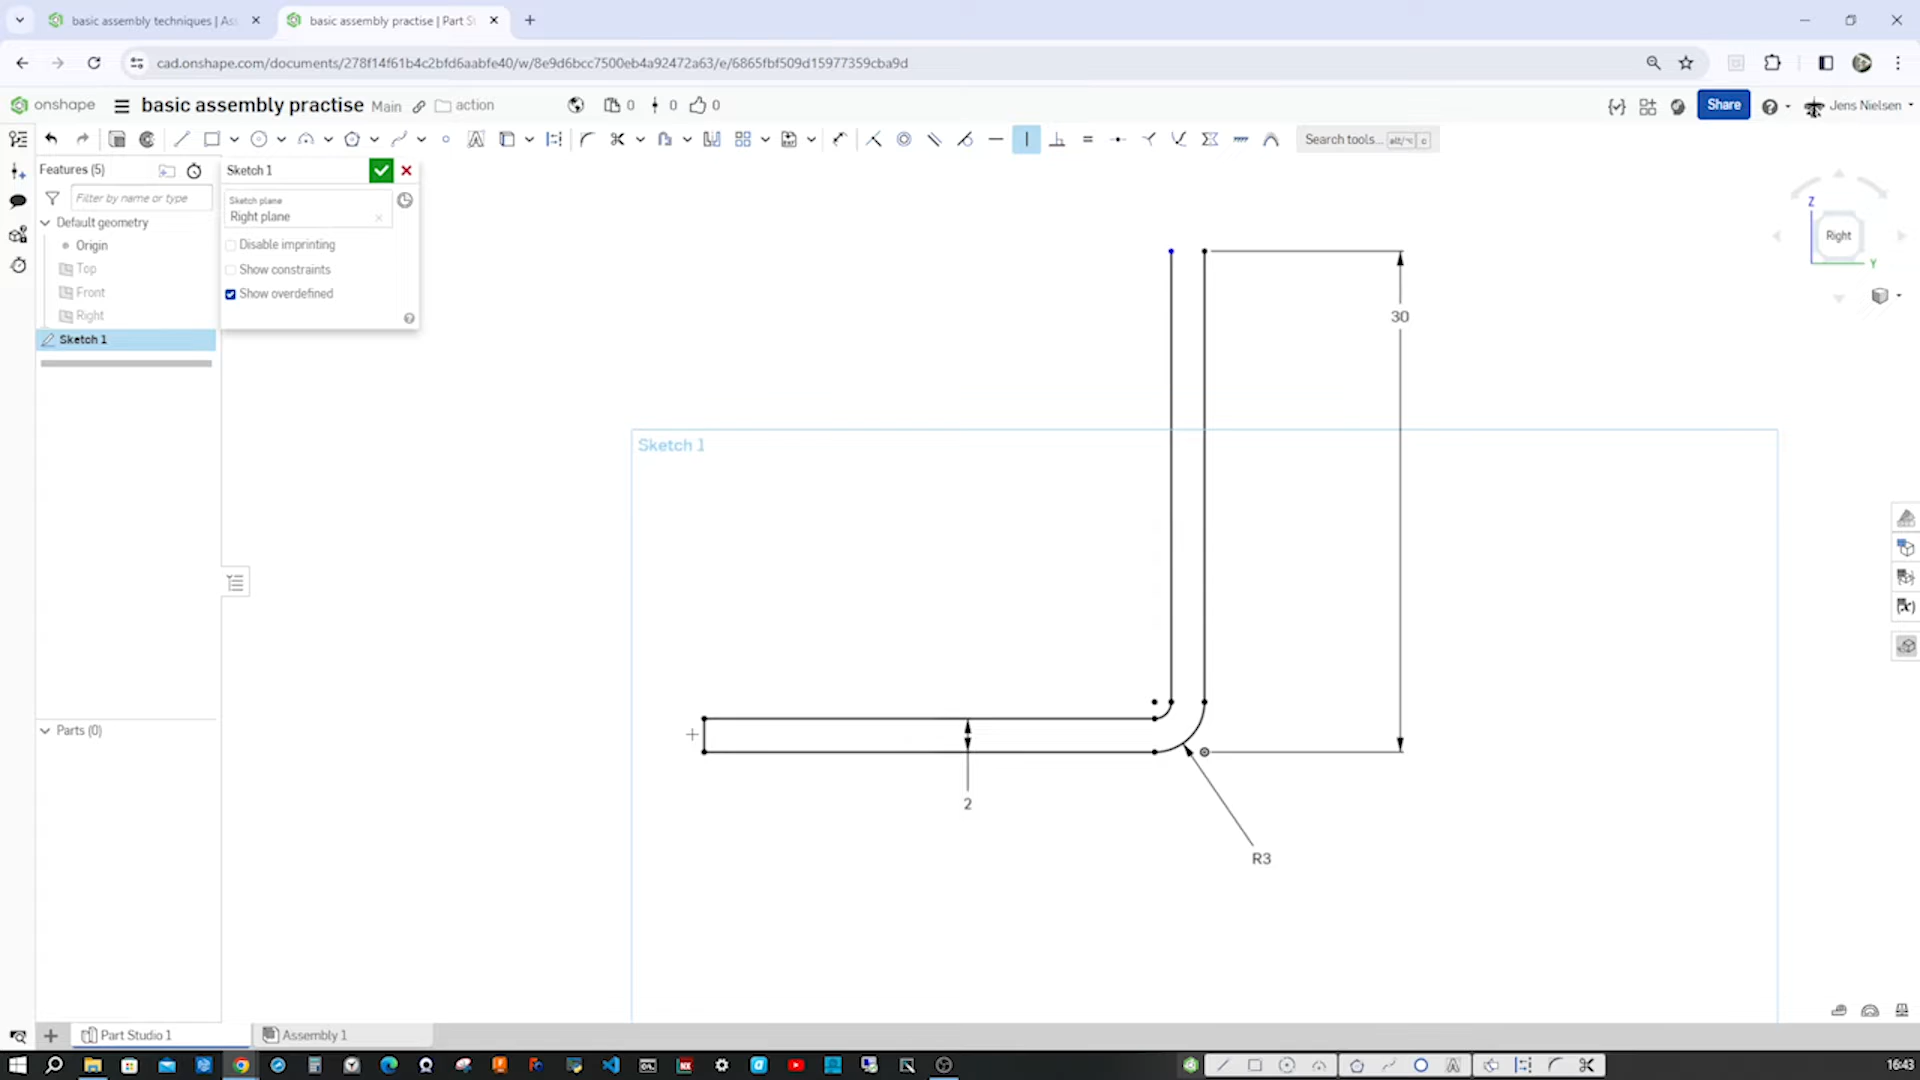 basic assembly techniques | As
basic assembly practise | Part S
cad.onshape.com/documents/278f14f61b4c2bfd6aabfe40/w/8e9d6bcc7500eb4a92472a63/e/6865fbf509d15977359cba9d
onshape
basic assembly practise
Main
action
0
0
0
Share
Jens Nielsen
Search tools...
alt/⌥
c
Features (5)
Filter by name or type
Default geometry
Origin
Top
Front
Right
Sketch 1
Parts (0)
Sketch 1
Sketch plane
Right plane
Disable imprinting
Show constraints
Show overdefined
Sketch 1
30
2
R3
Z
Right
Y
(x)
Part Studio 1
Assembly 1
16:43